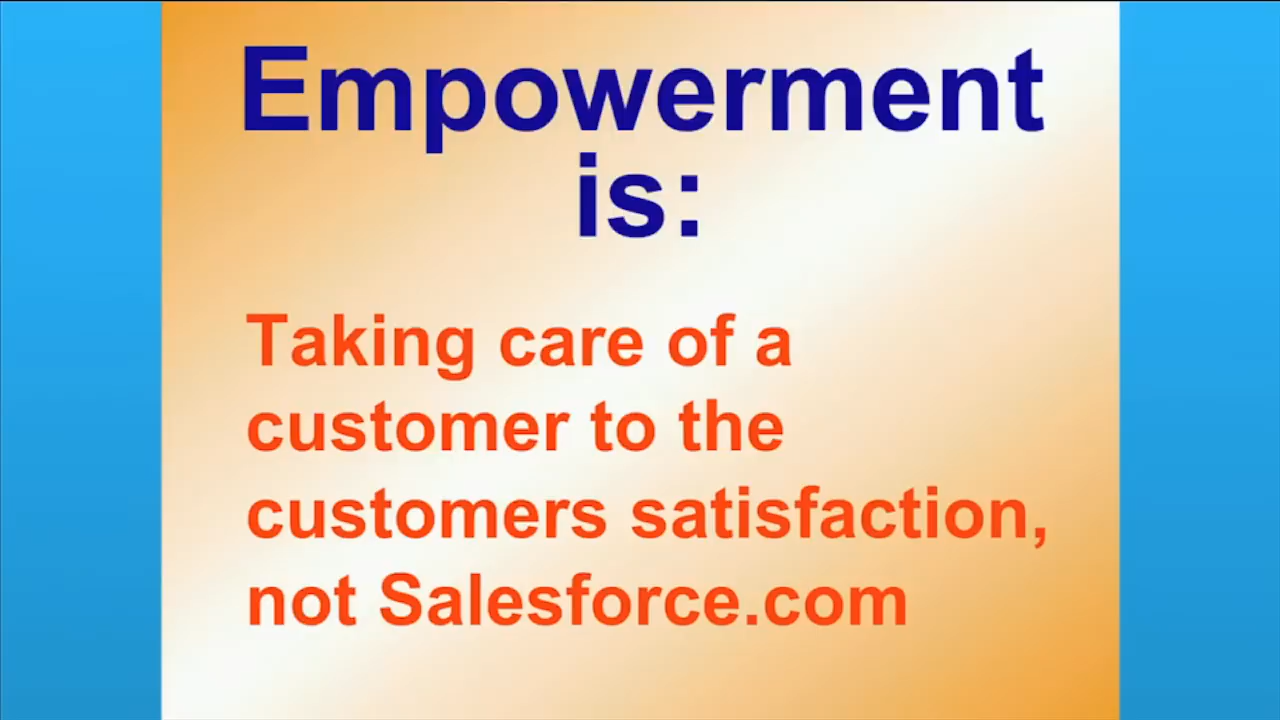 Empowerment
is:
Taking care of a
customer to the
customers satisfaction,
not Salesforce.com